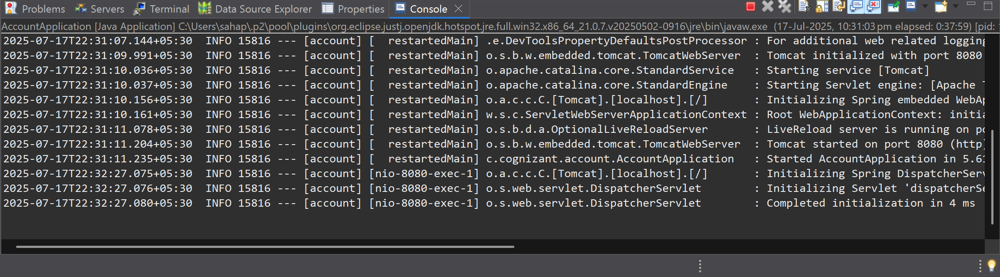 Problems Servers Terminal Data Source Explorer Properties Console
AccountApplication [Java Application] C:\Users\sahap\.p2\pool\plugins\org.eclipse.justj.openjdk.hotspot.jre.full.win32.x86_64_21.0.7.v20250502-0916\jre\bin\javaw.exe (17-Jul-2025, 10:31:03 pm elapsed: 0:37:59) [pid:
2025-07-17T22:31:07.144+05:30  INFO 15816 --- [account] [  restartedMain] .e.DevToolsPropertyDefaultsPostProcessor : For additional web related logging
2025-07-17T22:31:09.991+05:30  INFO 15816 --- [account] [  restartedMain] o.s.b.w.embedded.tomcat.TomcatWebServer  : Tomcat initialized with port 8080
2025-07-17T22:31:10.036+05:30  INFO 15816 --- [account] [  restartedMain] o.apache.catalina.core.StandardService   : Starting service [Tomcat]
2025-07-17T22:31:10.037+05:30  INFO 15816 --- [account] [  restartedMain] o.apache.catalina.core.StandardEngine    : Starting Servlet engine: [Apache
2025-07-17T22:31:10.156+05:30  INFO 15816 --- [account] [  restartedMain] o.a.c.c.C.[Tomcat].[localhost].[/]       : Initializing Spring embedded WebAp
2025-07-17T22:31:10.161+05:30  INFO 15816 --- [account] [  restartedMain] w.s.c.ServletWebServerApplicationContext : Root WebApplicationContext: initia
2025-07-17T22:31:11.078+05:30  INFO 15816 --- [account] [  restartedMain] o.s.b.d.a.OptionalLiveReloadServer       : LiveReload server is running on po
2025-07-17T22:31:11.204+05:30  INFO 15816 --- [account] [  restartedMain] o.s.b.w.embedded.tomcat.TomcatWebServer  : Tomcat started on port 8080 (http)
2025-07-17T22:31:11.235+05:30  INFO 15816 --- [account] [  restartedMain] c.cognizant.account.AccountApplication   : Started AccountApplication in 5.61
2025-07-17T22:32:27.075+05:30  INFO 15816 --- [account] [nio-8080-exec-1] o.a.c.c.C.[Tomcat].[localhost].[/]       : Initializing Spring DispatcherServ
2025-07-17T22:32:27.076+05:30  INFO 15816 --- [account] [nio-8080-exec-1] o.s.web.servlet.DispatcherServlet        : Initializing Servlet 'dispatcherSe
2025-07-17T22:32:27.080+05:30  INFO 15816 --- [account] [nio-8080-exec-1] o.s.web.servlet.DispatcherServlet        : Completed initialization in 4 ms